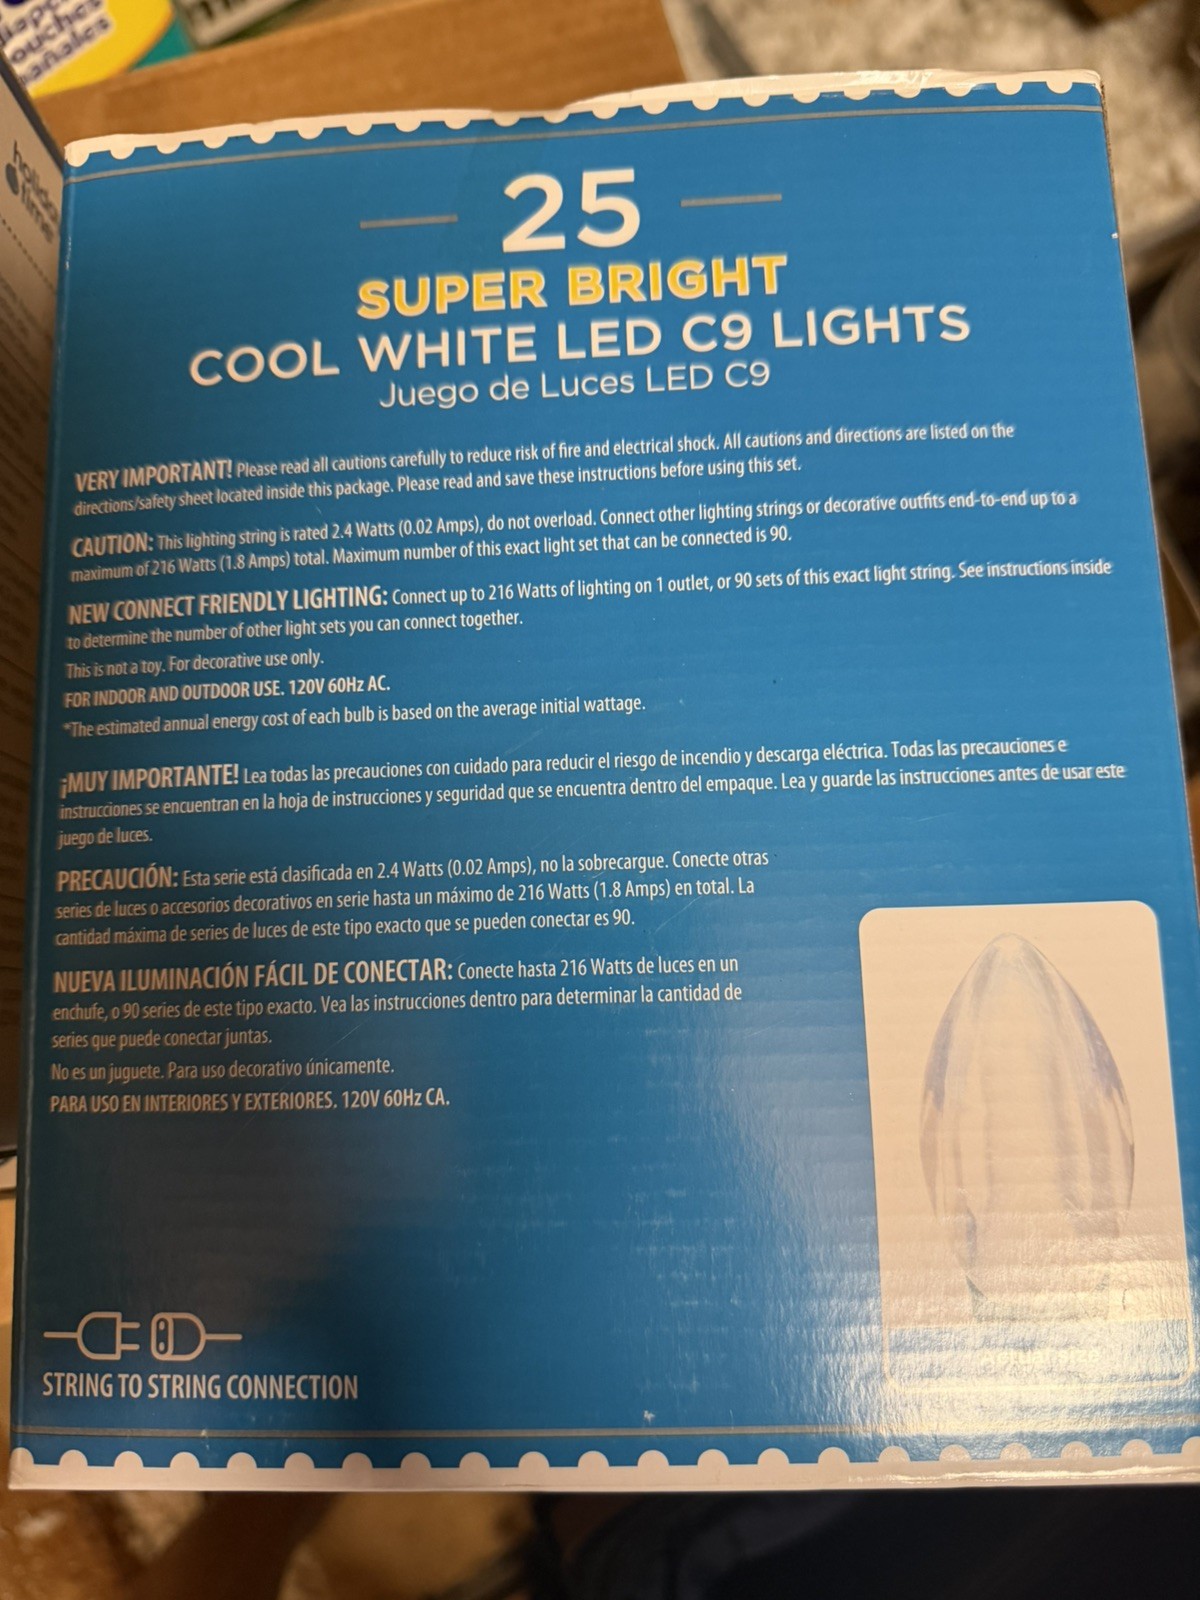 ouches
añales
holiday
time
25
SUPER BRIGHT
COOL WHITE LED C9 LIGHTS
Juego de Luces LED C9
VERY IMPORTANT! Please read all cautions carefully to reduce risk of fire and electrical shock. All cautions and directions are listed on the
directions/safety sheet located inside this package. Please read and save these instructions before using this set.
CAUTION: This lighting string is rated 2.4 Watts (0.02 Amps), do not overload. Connect other lighting strings or decorative outfits end-to-end up to a
maximum of 216 Watts (1.8 Amps) total. Maximum number of this exact light set that can be connected is 90.
NEW CONNECT FRIENDLY LIGHTING: Connect up to 216 Watts of lighting on 1 outlet, or 90 sets of this exact light string. See instructions inside
to determine the number of other light sets you can connect together.
This is not a toy. For decorative use only.
FOR INDOOR AND OUTDOOR USE. 120V 60Hz AC.
*The estimated annual energy cost of each bulb is based on the average initial wattage.
¡MUY IMPORTANTE! Lea todas las precauciones con cuidado para reducir el riesgo de incendio y descarga eléctrica. Todas las precauciones e
instrucciones se encuentran en la hoja de instrucciones y seguridad que se encuentra dentro del empaque. Lea y guarde las instrucciones antes de usar este
juego de luces.
PRECAUCIÓN: Esta serie está clasificada en 2.4 Watts (0.02 Amps), no la sobrecargue. Conecte otras
series de luces o accesorios decorativos en serie hasta un máximo de 216 Watts (1.8 Amps) en total. La
cantidad máxima de series de luces de este tipo exacto que se pueden conectar es 90.
NUEVA ILUMINACIÓN FÁCIL DE CONECTAR: Conecte hasta 216 Watts de luces en un
enchufe, o 90 series de este tipo exacto. Vea las instrucciones dentro para determinar la cantidad de
series que puede conectar juntas.
No es un juguete. Para uso decorativo únicamente.
PARA USO EN INTERIORES Y EXTERIORES. 120V 60Hz CA.
STRING TO STRING CONNECTION